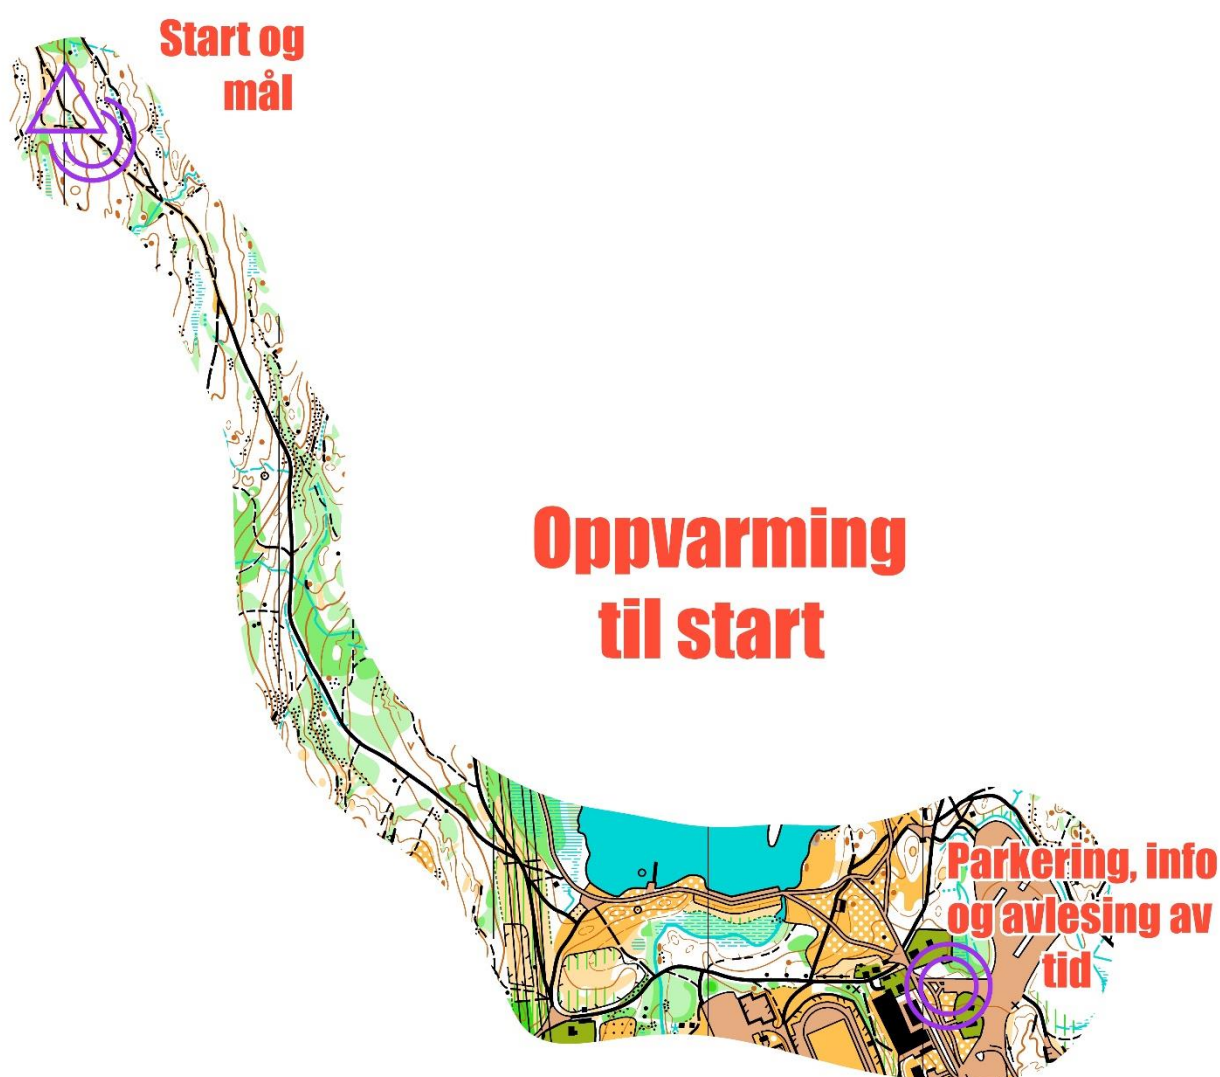 Start og
mål
Oppvarming
til start
Parkering, info
og avlesing av
tid